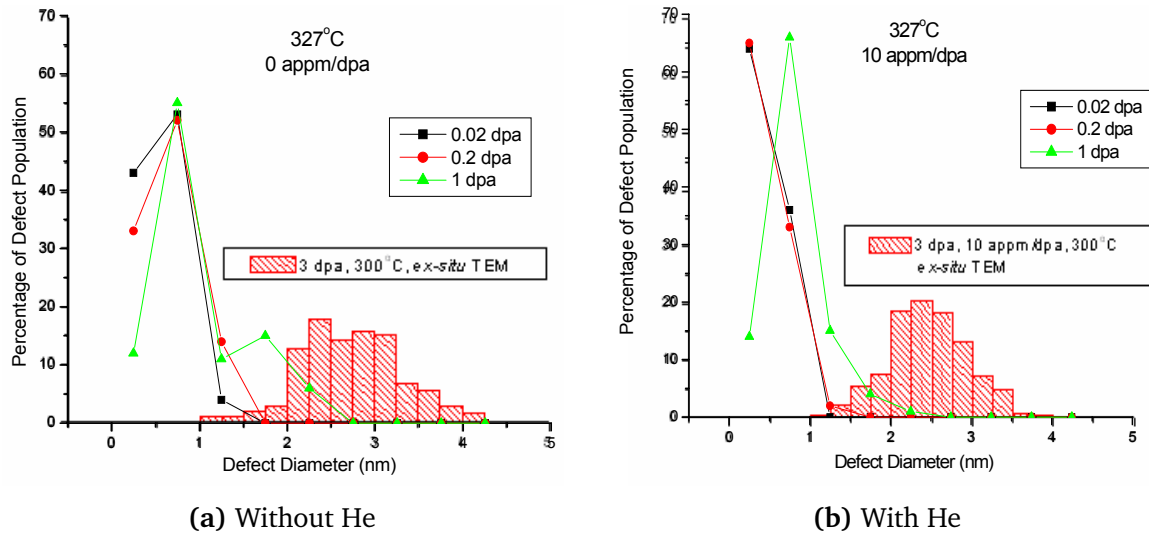 327°C
0 appm/dpa
0.02 dpa
0.2 dpa
1 dpa
3 dpa, 300°C, ex-situ TEM
Percentage of Defect Population
70
60
50
40
30
20
10
0
0 1 2 3 4 5
Defect Diameter (nm)
(a) Without He
327°C
10 appm/dpa
0.02 dpa
0.2 dpa
1 dpa
3 dpa, 10 appm/dpa, 300°C
ex-situ TEM
Percentage of Defect Population
70
60
50
40
30
20
10
0
0 1 2 3 4 5
Defect Diameter (nm)
(b) With He